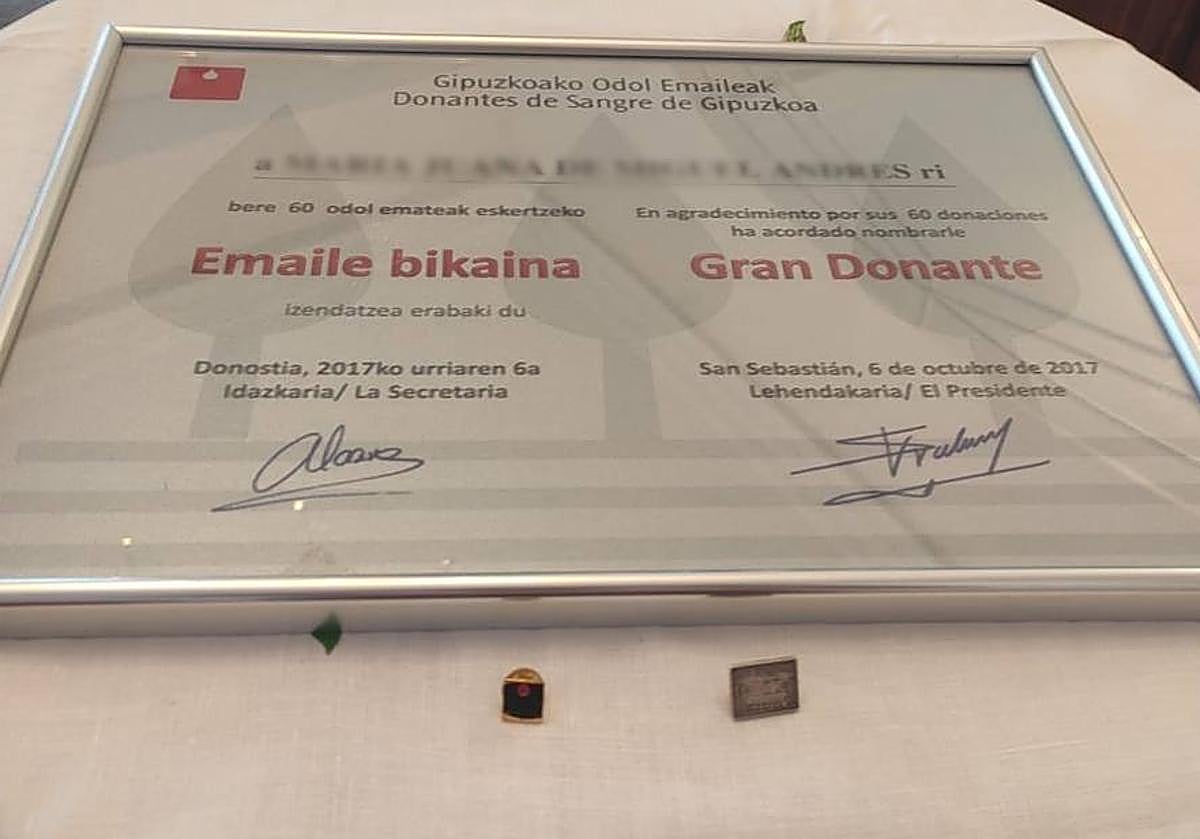 Gipuzkoako Odol Emaileak
Donantes de Sangre de Gipuzkoa
a ri
bere 60 odol emateak eskertzeko
Emaile bikaina
izendatzea erabaki du
Donostia, 2017ko urriaren 6a
Idazkaria/ La Secretaria
En agradecimiento por sus 60 donaciones
ha acordado nombrarle
Gran Donante
San Sebastián, 6 de octubre de 2017
Lehendakaria/ El Presidente